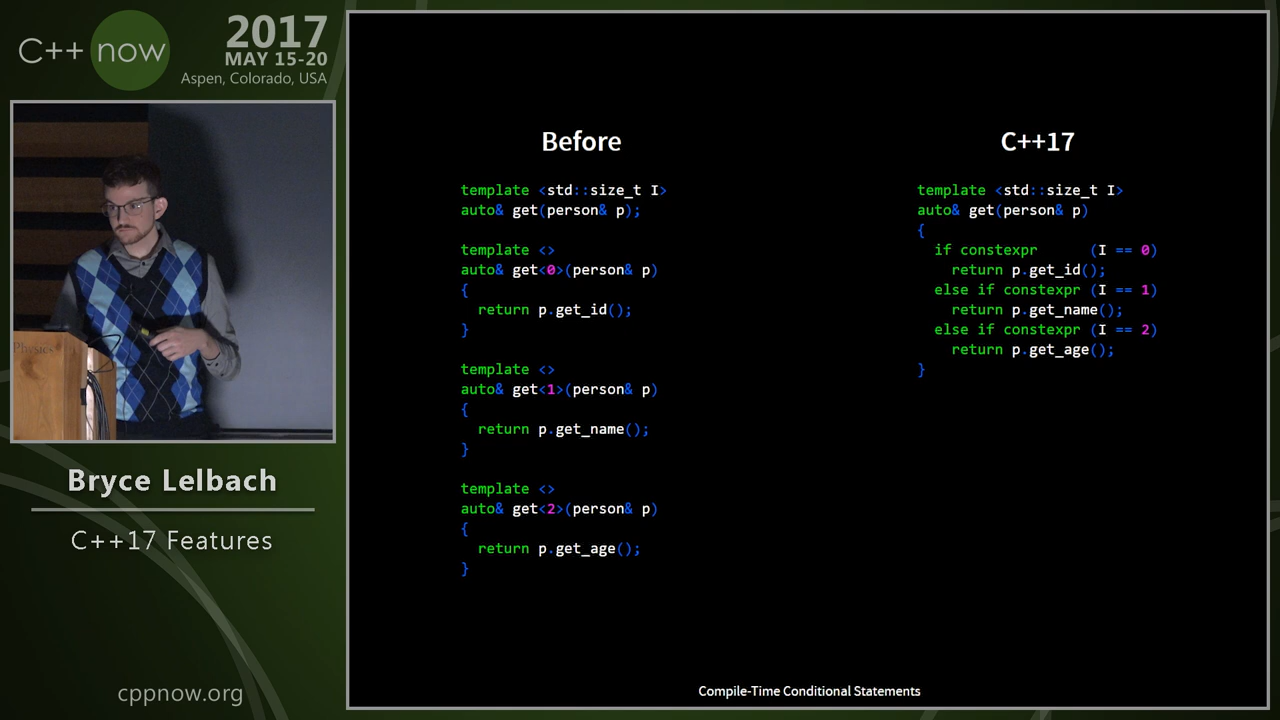 C++ now
2017
MAY 15-20
Aspen, Colorado, USA
Physics
Bryce Lelbach
C++17 Features
cppnow.org
Before
template <std::size_t I>
auto& get(person& p);
template <>
auto& get<0>(person& p)
{
  return p.get_id();
}
template <>
auto& get<1>(person& p)
{
  return p.get_name();
}
template <>
auto& get<2>(person& p)
{
  return p.get_age();
}
C++17
template <std::size_t I>
auto& get(person& p)
{
  if constexpr      (I == 0)
    return p.get_id();
  else if constexpr (I == 1)
    return p.get_name();
  else if constexpr (I == 2)
    return p.get_age();
}
Compile-Time Conditional Statements